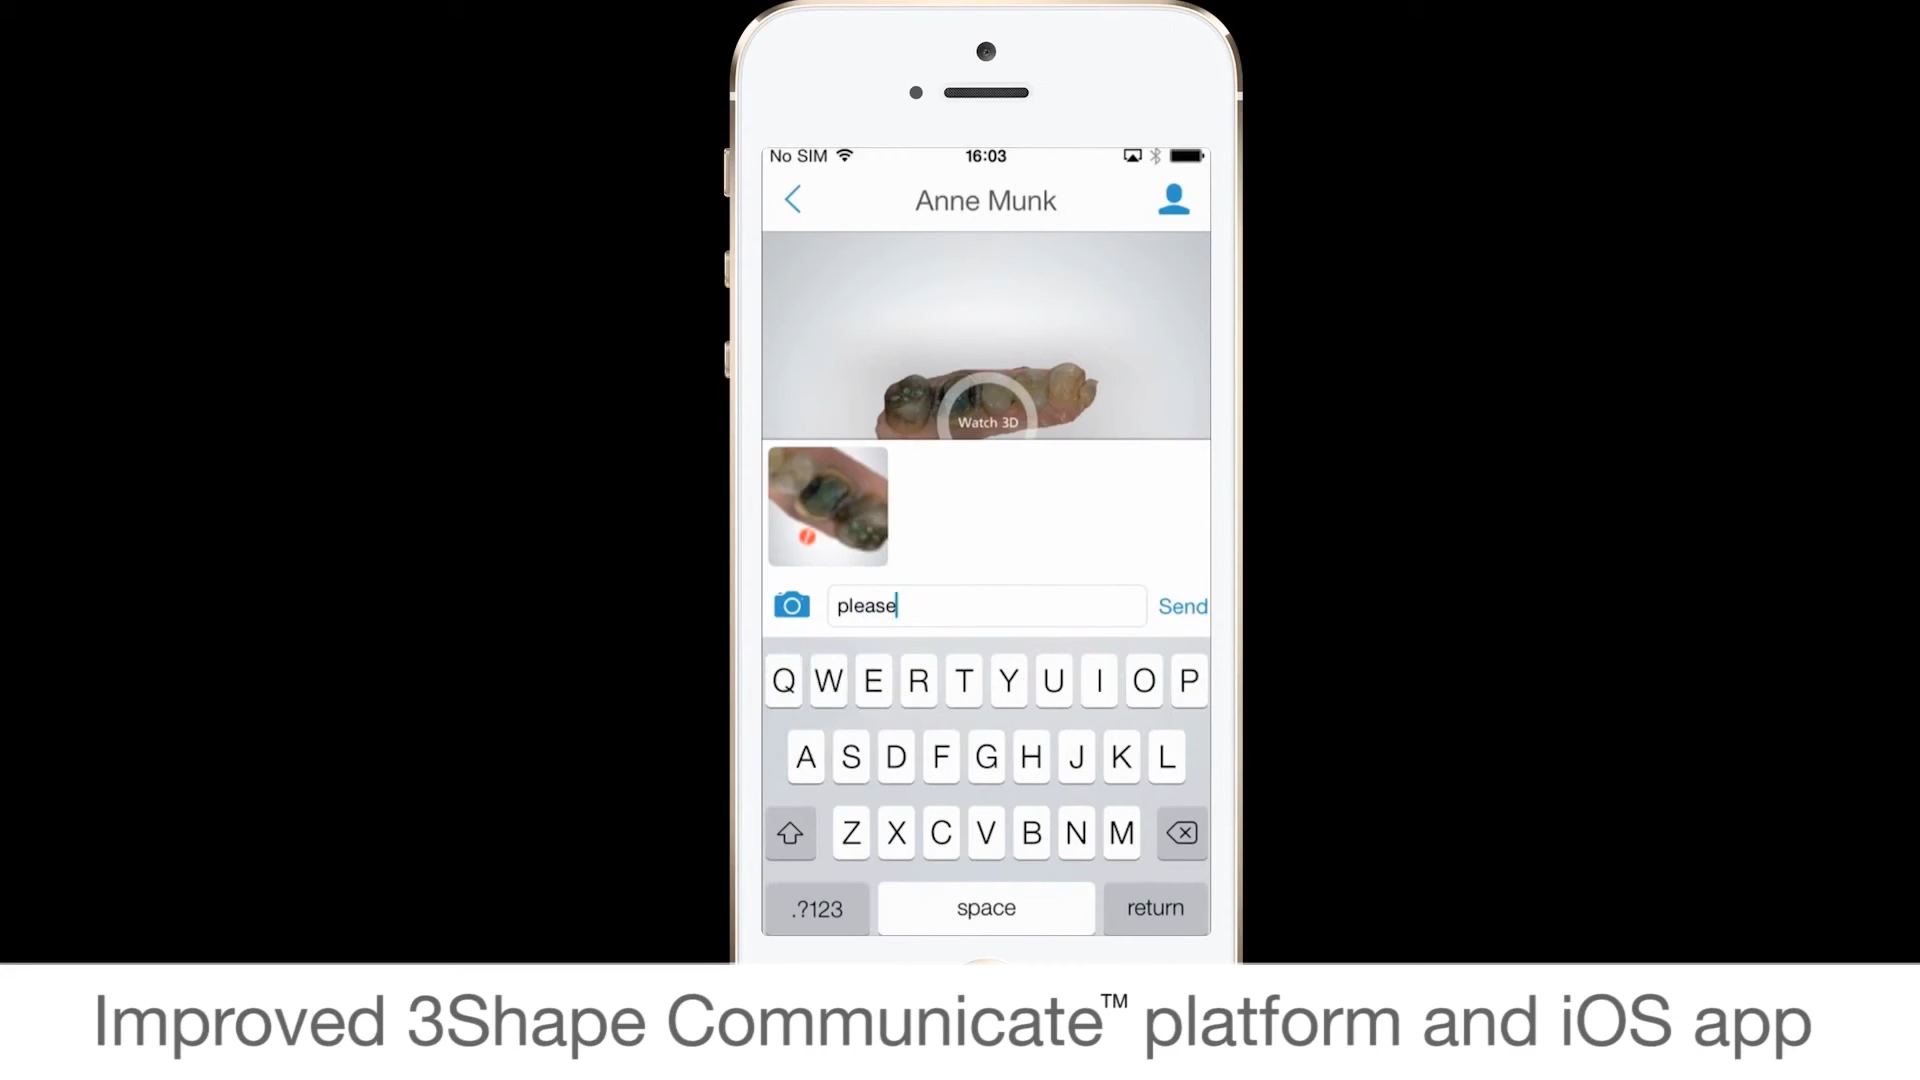 No SIM 16:03
Anne Munk
Watch 3D
please Send
Q W E R T Y U I O P
A S D F G H J K L
Z X C V B N M
.?123 space return
Improved 3Shape Communicate™ platform and iOS app